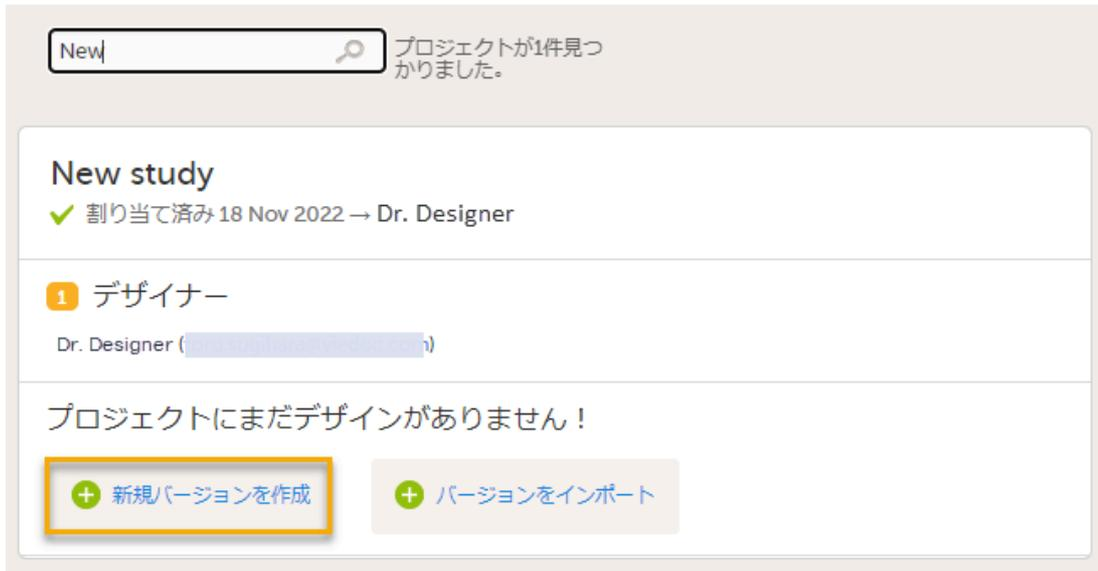 New
プロジェクトが1件見つ
かりました。
New study
割り当て済み 18 Nov 2022 → Dr. Designer
1 デザイナー
Dr. Designer ( )
プロジェクトにまだデザインがありません！
新規バージョンを作成
バージョンをインポート